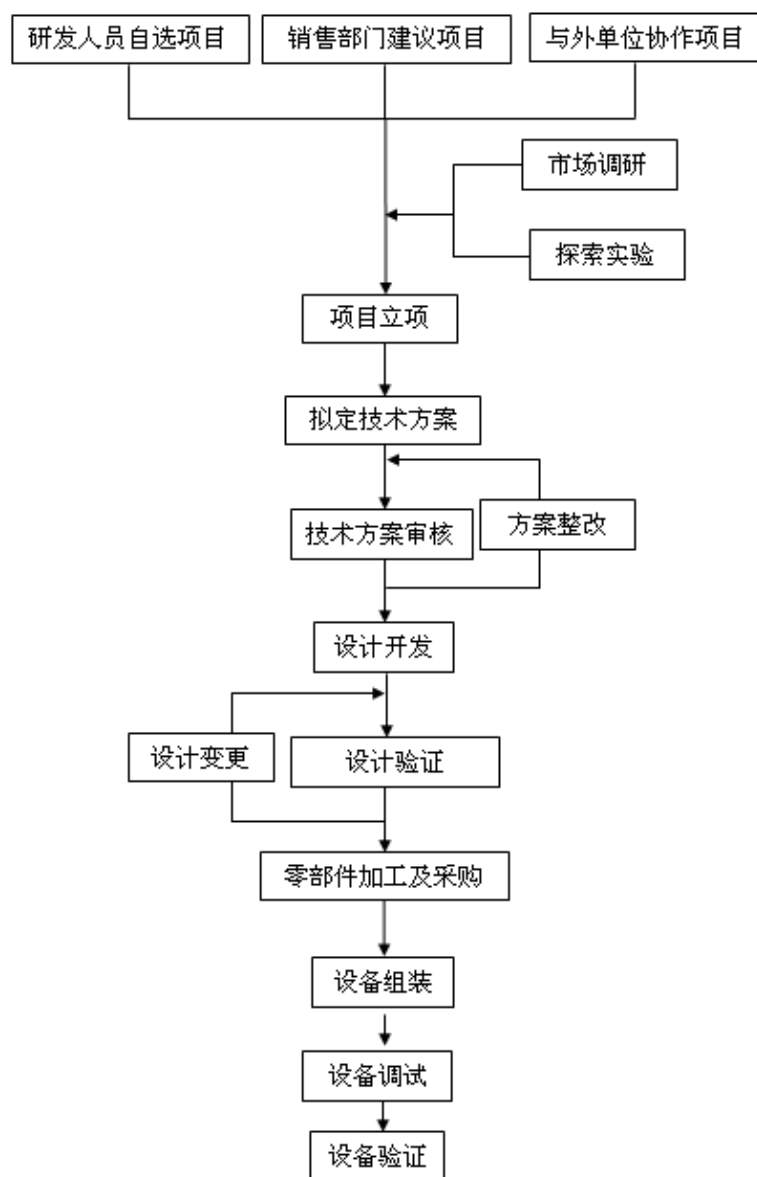 研发人员自选项目
销售部门建议项目
与外单位协作项目
市场调研
探索实验
项目立项
拟定技术方案
技术方案审核
方案整改
设计开发
设计变更
设计验证
零部件加工及采购
设备组装
设备调试
设备验证